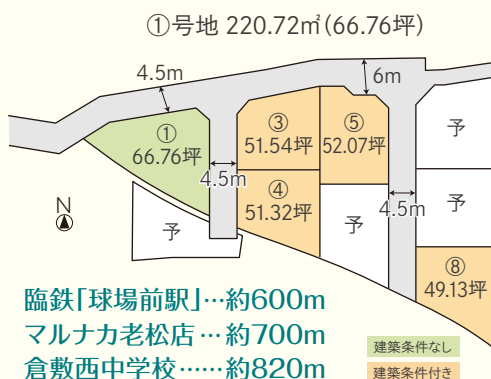 ①号地 220.72㎡(66.76坪)
4.5m
6m
①
66.76坪
③
51.54坪
⑤
52.07坪
予
4.5m
④
51.32坪
4.5m
予
予
予
N
⑧
49.13坪
臨鉄「球場前駅」…約600m
マルナカ老松店…約700m
倉敷西中学校……約820m
建築条件なし
建築条件付き